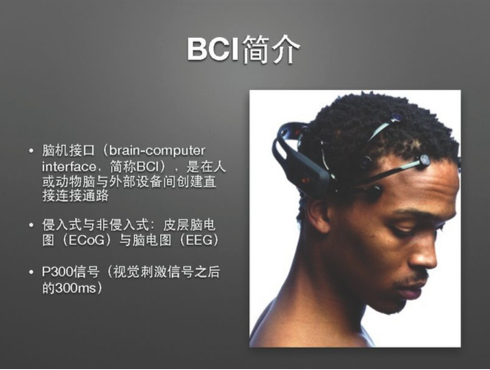 BCI简介
• 脑机接口（brain-computer
interface，简称BCI），是在人
或动物脑与外部设备间创建直
接连接通路
• 侵入式与非侵入式：皮层脑电
图（ECoG）与脑电图（EEG）
• P300信号（视觉刺激信号之后
的300ms）